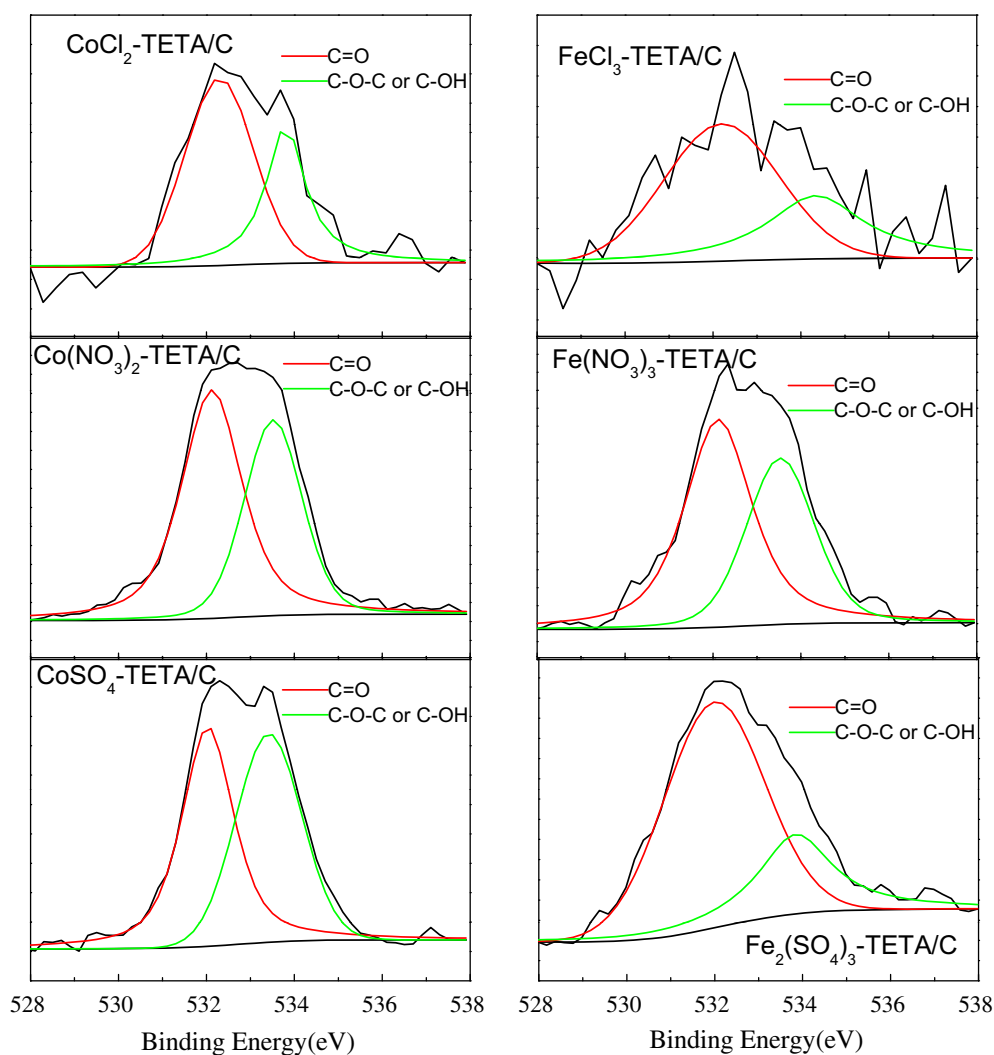 CoCl₂-TETA/C
C=O
C-O-C or C-OH
FeCl₃-TETA/C
C=O
C-O-C or C-OH
Co(NO₃)₂-TETA/C
C=O
C-O-C or C-OH
Fe(NO₃)₃-TETA/C
C=O
C-O-C or C-OH
CoSO₄-TETA/C
C=O
C-O-C or C-OH
C=O
C-O-C or C-OH
Fe₂(SO₄)₃-TETA/C
528 530 532 534 536 538
528 530 532 534 536 538
Binding Energy(eV)
Binding Energy(eV)